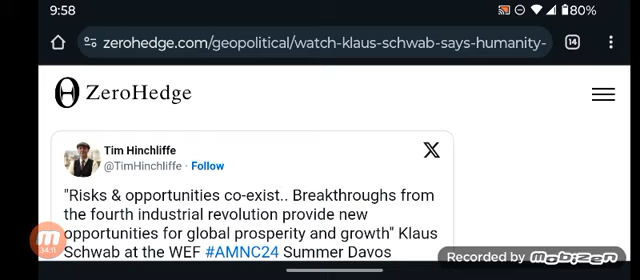 9:58
80%
zerohedge.com/geopolitical/watch-klaus-schwab-says-humanity-
14
ZeroHedge
Tim Hinchliffe
@TimHinchliffe · Follow
X
"Risks & opportunities co-exist.. Breakthroughs from
the fourth industrial revolution provide new
opportunities for global prosperity and growth" Klaus
Schwab at the WEF #AMNC24 Summer Davos
Recorded by Mobizen